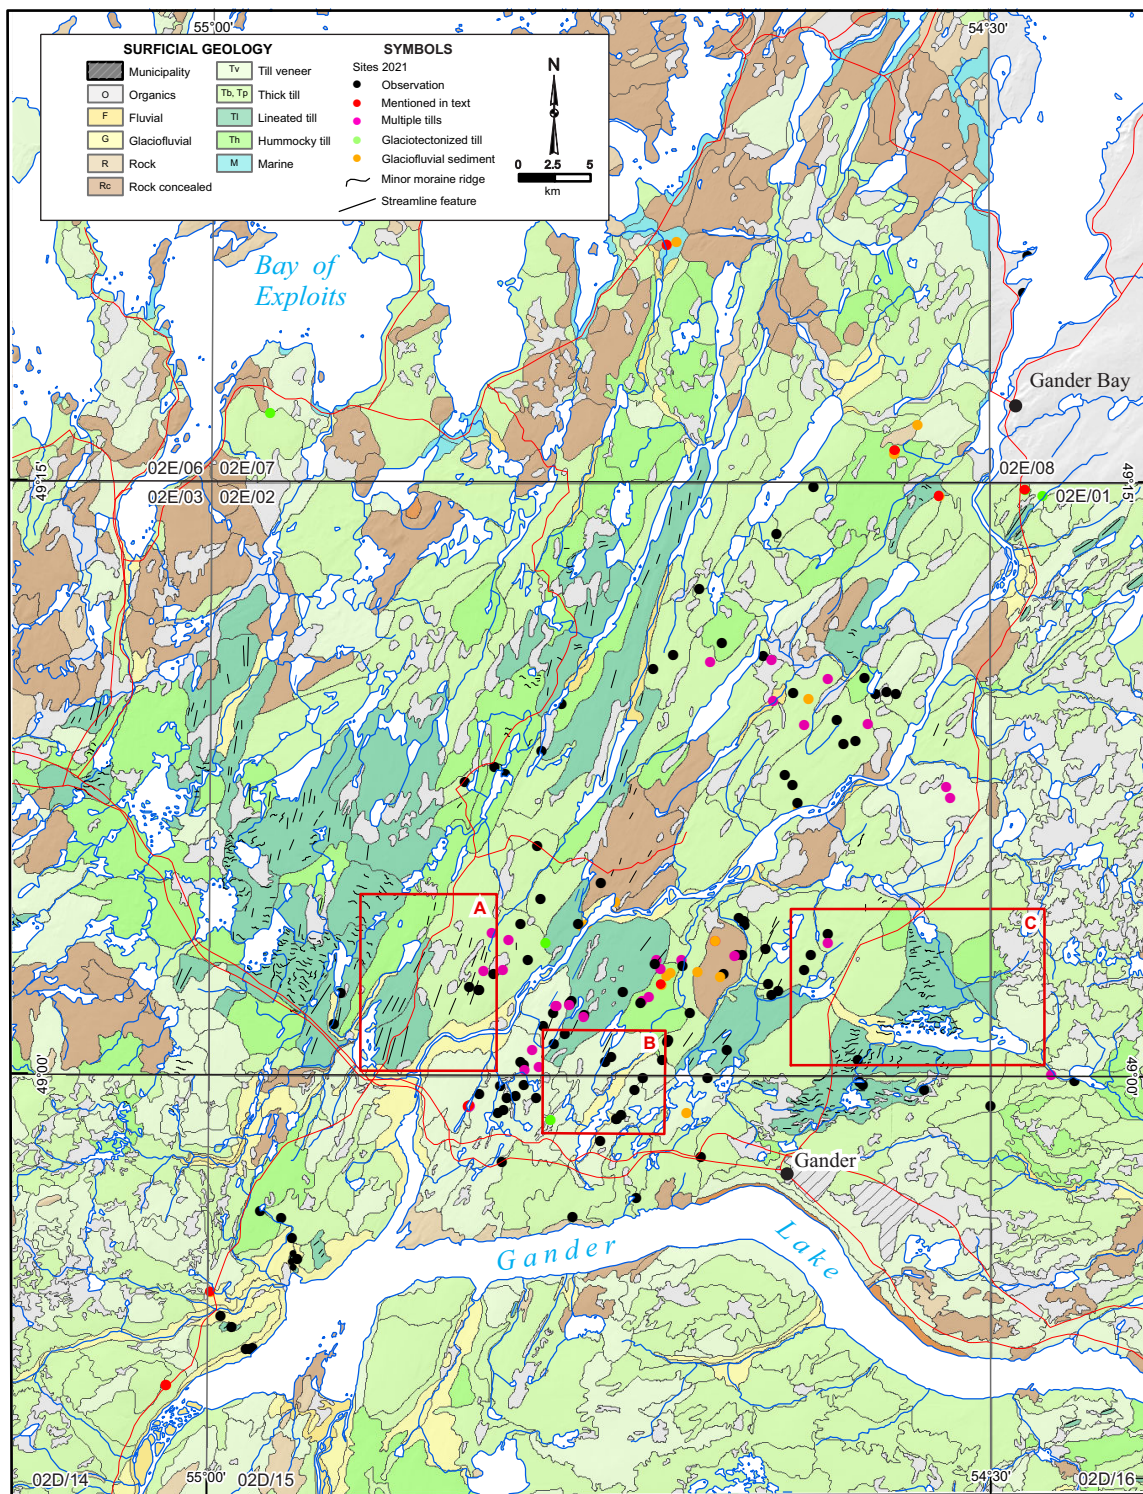 55°00'
54°30'
SURFICIAL GEOLOGY
Municipality
O Organics
F Fluvial
G Glaciofluvial
R Rock
Rc Rock concealed
Tv Till veneer
Tb, Tp Thick till
Tl Lineated till
Th Hummocky till
M Marine
SYMBOLS
Sites 2021
Observation
Mentioned in text
Multiple tills
Glaciotectonized till
Glaciofluvial sediment
Minor moraine ridge
Streamline feature
N
0 2.5 5
km
Bay of
Exploits
Gander Bay
49°15'
02E/06 02E/07
02E/08
49°15'
02E/03 02E/02
02E/01
A
C
B
49°00'
49°00'
Gander
Gander
Lake
02D/14
55°00'
02D/15
54°30'
02D/16